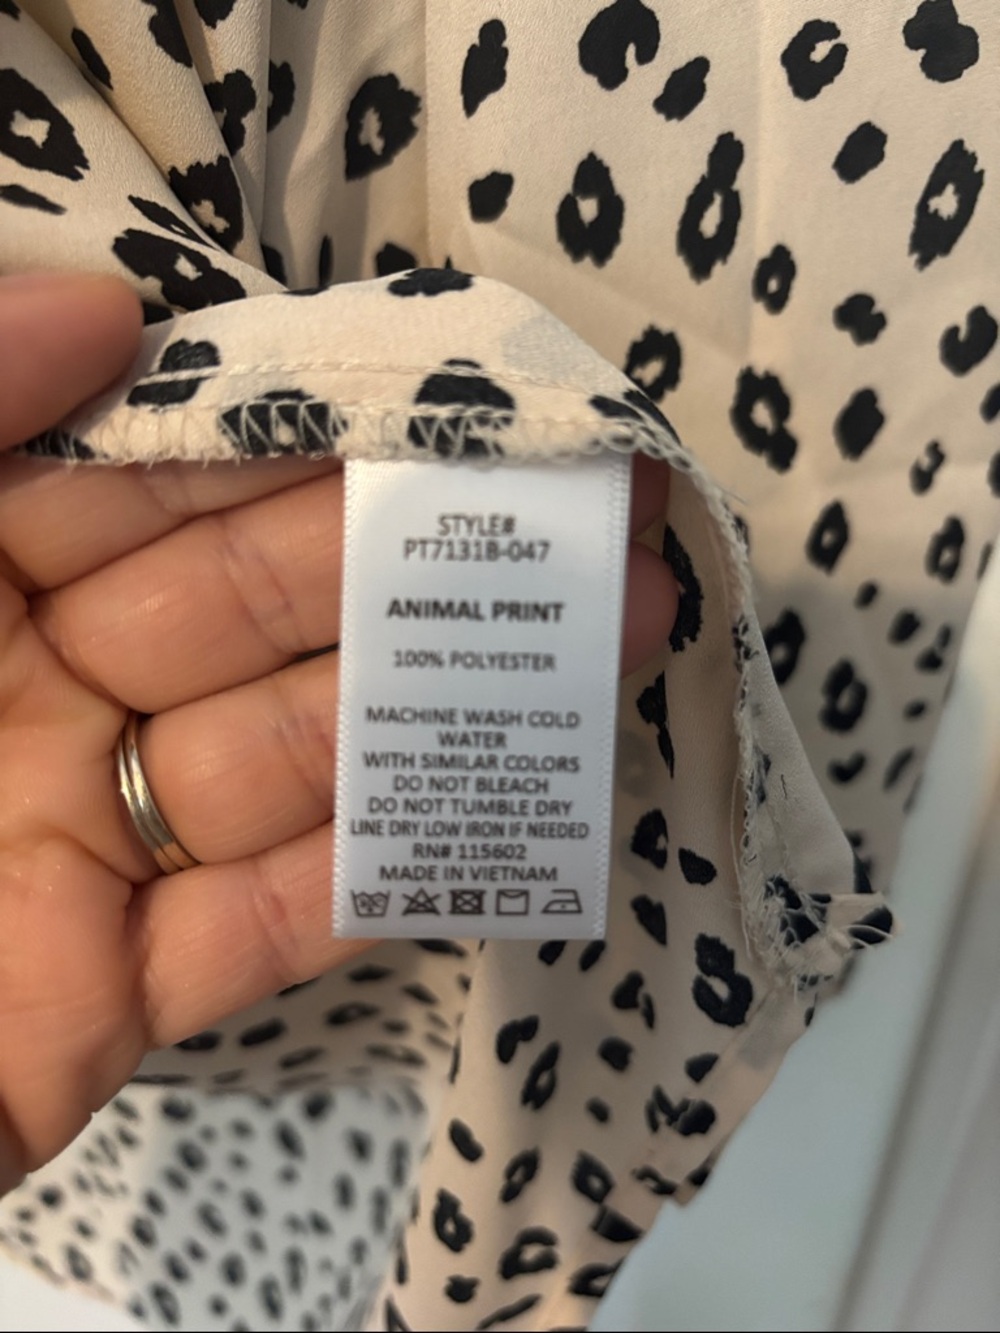 STYLE#
PT7131B-047
ANIMAL PRINT
100% POLYESTER
MACHINE WASH COLD
WATER
WITH SIMILAR COLORS
DO NOT BLEACH
DO NOT TUMBLE DRY
LINE DRY LOW IRON IF NEEDED
RN# 115602
MADE IN VIETNAM